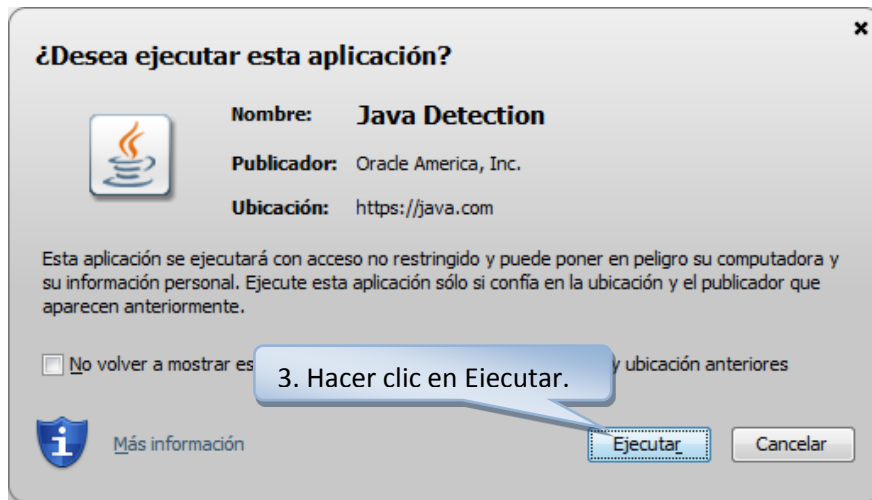 ¿Desea ejecutar esta aplicación?
Nombre: Java Detection
Publicador: Oracle America, Inc.
Ubicación: https://java.com
Esta aplicación se ejecutará con acceso no restringido y puede poner en peligro su computadora y
su información personal. Ejecute esta aplicación sólo si confía en la ubicación y el publicador que
aparecen anteriormente.
No volver a mostrar es
y ubicación anteriores
3. Hacer clic en Eiecutar.
Más información
Ejecutar
Cancelar